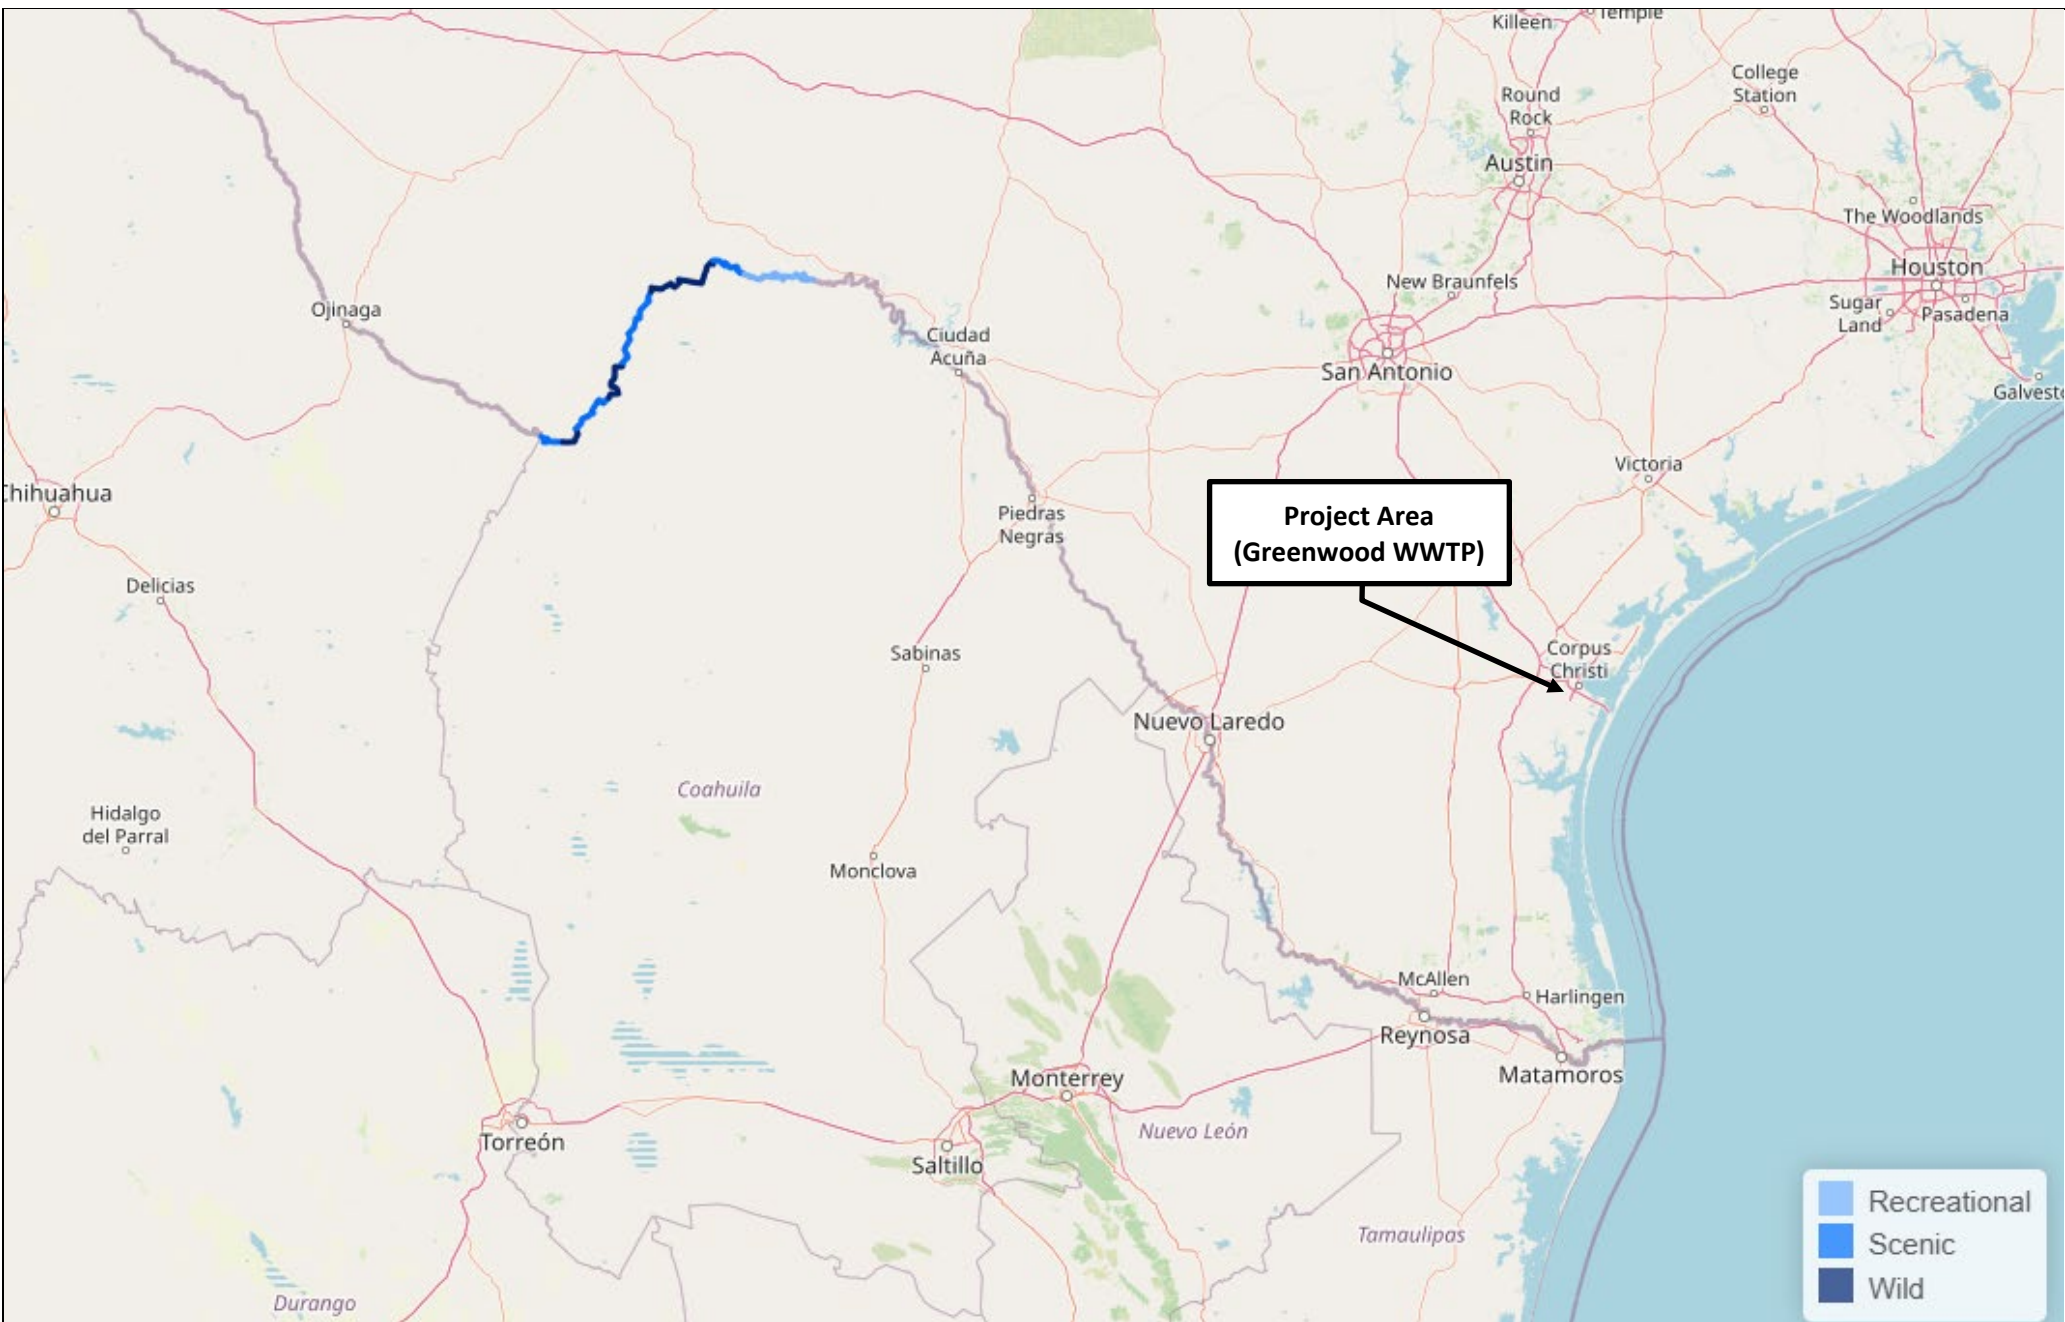 Killeen
Temple
College
Station
Round
Rock
Austin
The Woodlands
Houston
Sugar
Land
Pasadena
New Braunfels
San Antonio
Galvesto
Ojinaga
Ciudad
Acuña
Victoria
Chihuahua
Piedras
Negras
Project Area
(Greenwood WWTP)
Delicias
Sabinas
Corpus
Christi
Nuevo Laredo
Coahuila
Hidalgo
del Parral
Monclova
McAllen
Harlingen
Reynosa
Matamoros
Monterrey
Nuevo León
Torreón
Saltillo
Tamaulipas
Durango
Recreational
Scenic
Wild